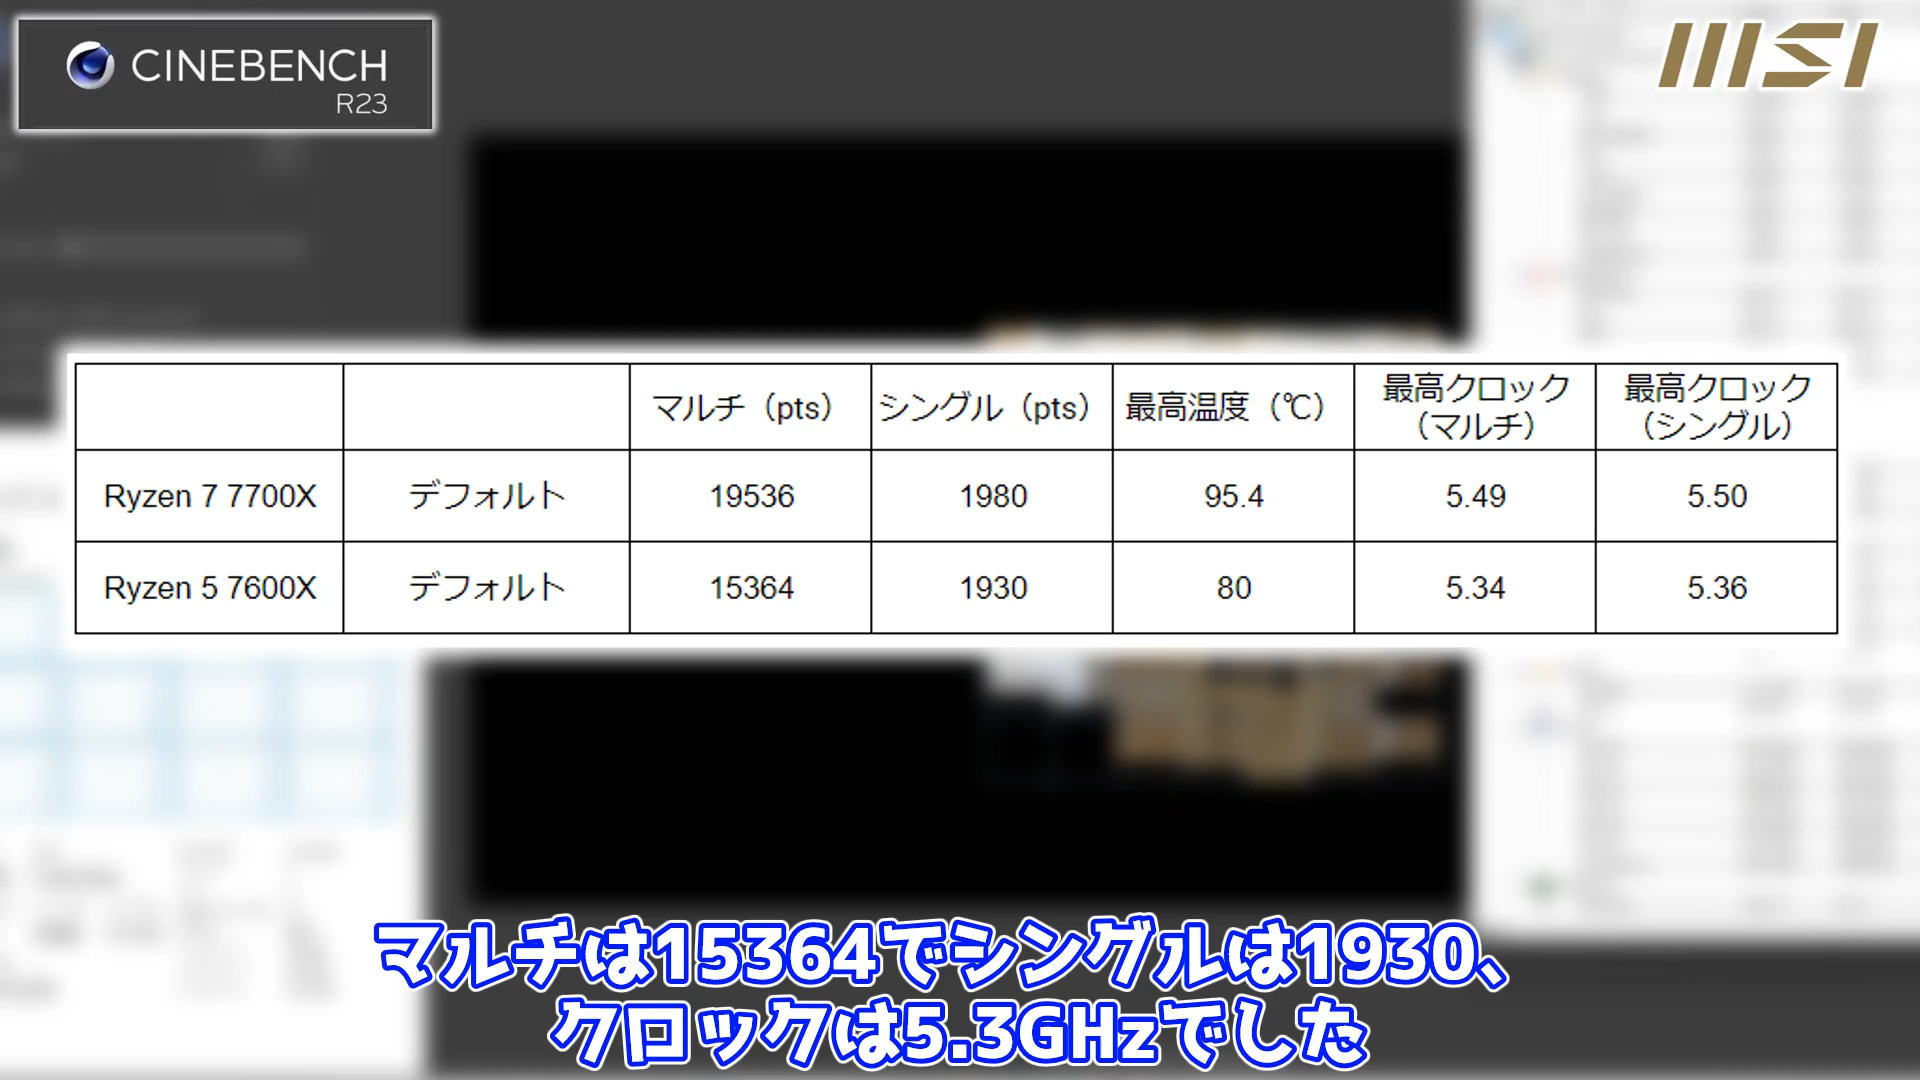 CINEBENCH
R23
msi
マルチ（pts） シングル（pts） 最高温度（℃） 最高クロック（マルチ） 最高クロック（シングル）
Ryzen 7 7700X デフォルト 19536 1980 95.4 5.49 5.50
Ryzen 5 7600X デフォルト 15364 1930 80 5.34 5.36
マルチは15364でシングルは1930、
クロックは5.3GHzでした